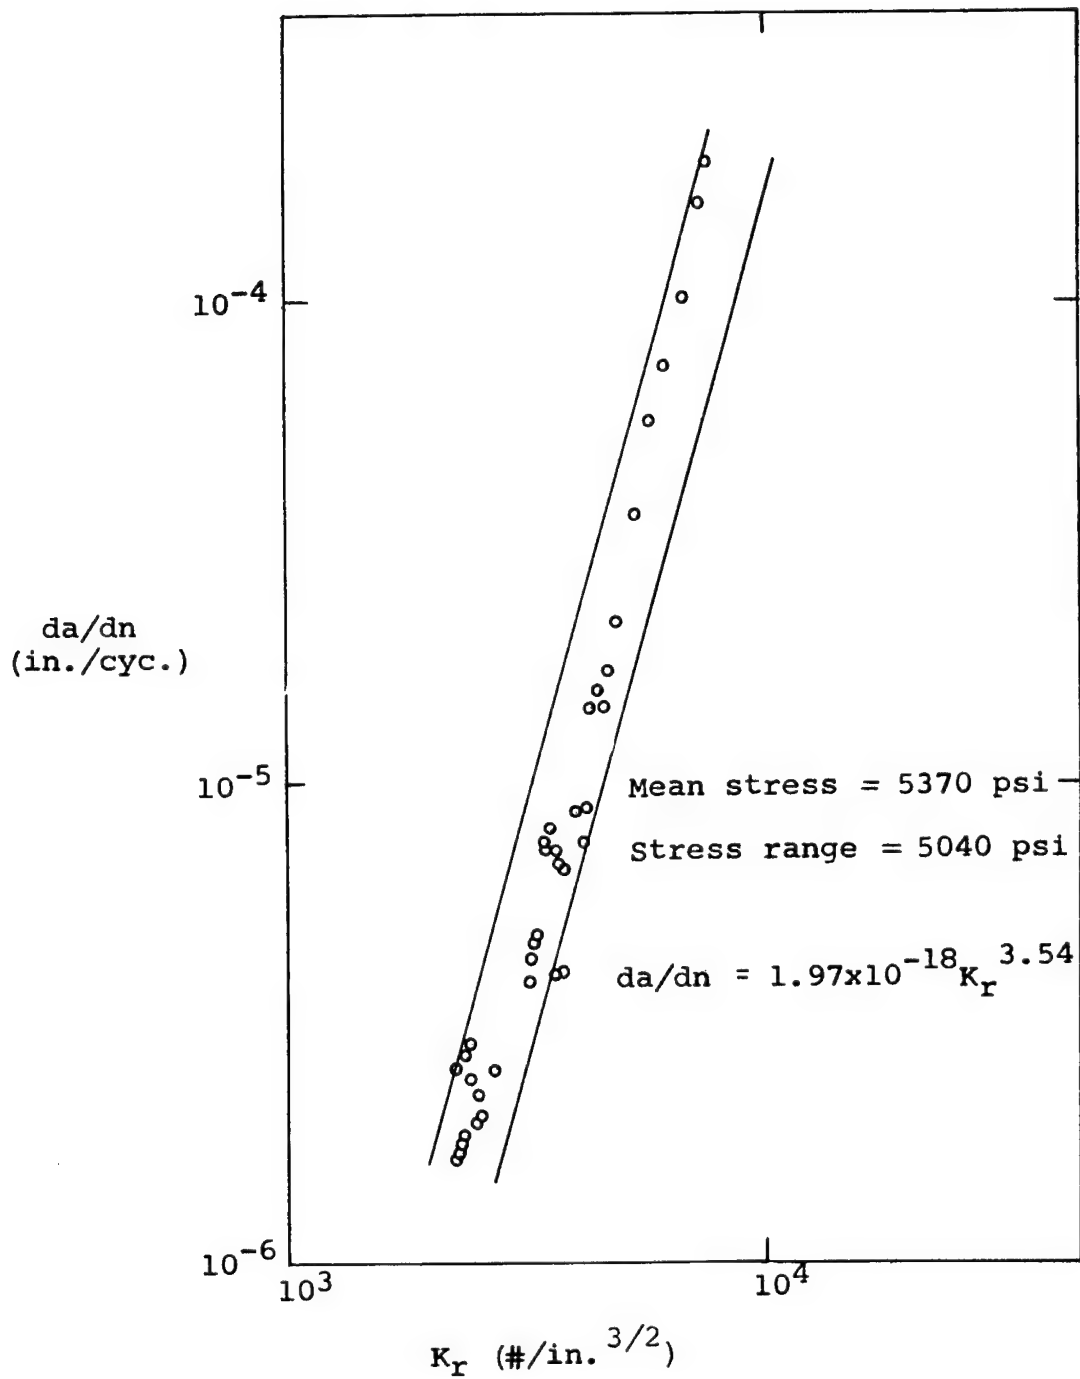 10^-4
da/dn
(in./cyc.)
10^-5
Mean stress = 5370 psi
Stress range = 5040 psi
da/dn = 1.97x10^-18 K_r^3.54
10^-6
10^3
10^4
K_r (#/in.^3/2)